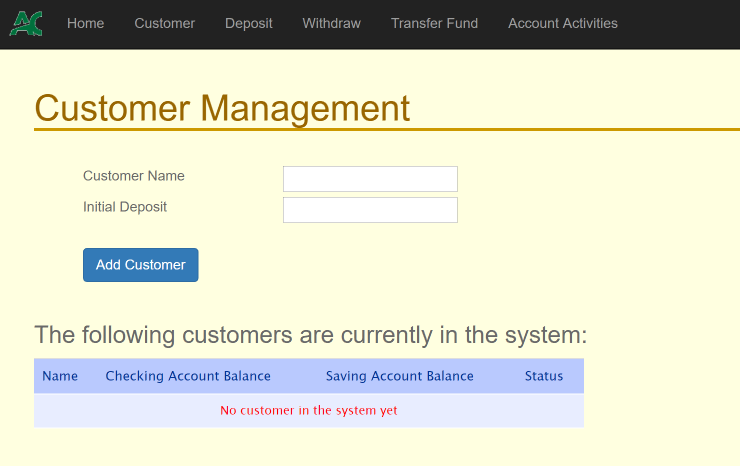 AC Home Customer Deposit Withdraw Transfer Fund Account Activities
Customer Management
Customer Name
Initial Deposit
Add Customer
The following customers are currently in the system:
Name Checking Account Balance Saving Account Balance Status
No customer in the system yet